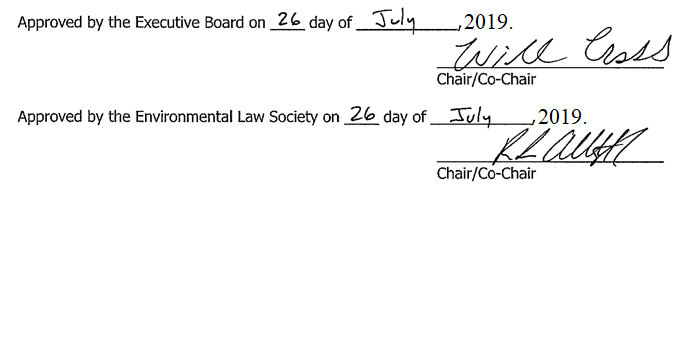 Approved by the Executive Board on 26 day of July, 2019.
Will Cross
Chair/Co-Chair
Approved by the Environmental Law Society on 26 day of July, 2019.
Chair/Co-Chair